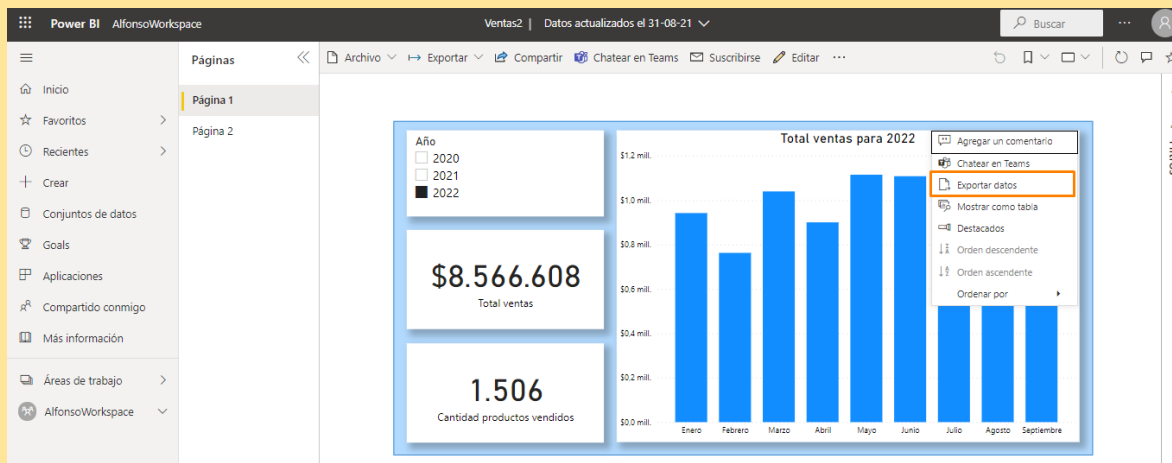 Power BI AlfonsoWorkspace
Ventas2 | Datos actualizados el 31-08-21
Buscar
Inicio
Favoritos
Recientes
Crear
Conjuntos de datos
Goals
Aplicaciones
Compartido conmigo
Más información
Áreas de trabajo
AlfonsoWorkspace
Páginas
Página 1
Página 2
Archivo Exportar Compartir Chatear en Teams Suscribirse Editar
Año
2020
2021
2022
$8.566.608
Total ventas
1.506
Cantidad productos vendidos
Total ventas para 2022
$1.2 mill.
$1.0 mill.
$0.8 mill.
$0.6 mill.
$0.4 mill.
$0.2 mill.
$0.0 mill.
Enero Febrero Marzo Abril Mayo Junio Julio Agosto Septiembre
Agregar un comentario
Chatear en Teams
Exportar datos
Mostrar como tabla
Destacados
Orden descendente
Orden ascendente
Ordenar por